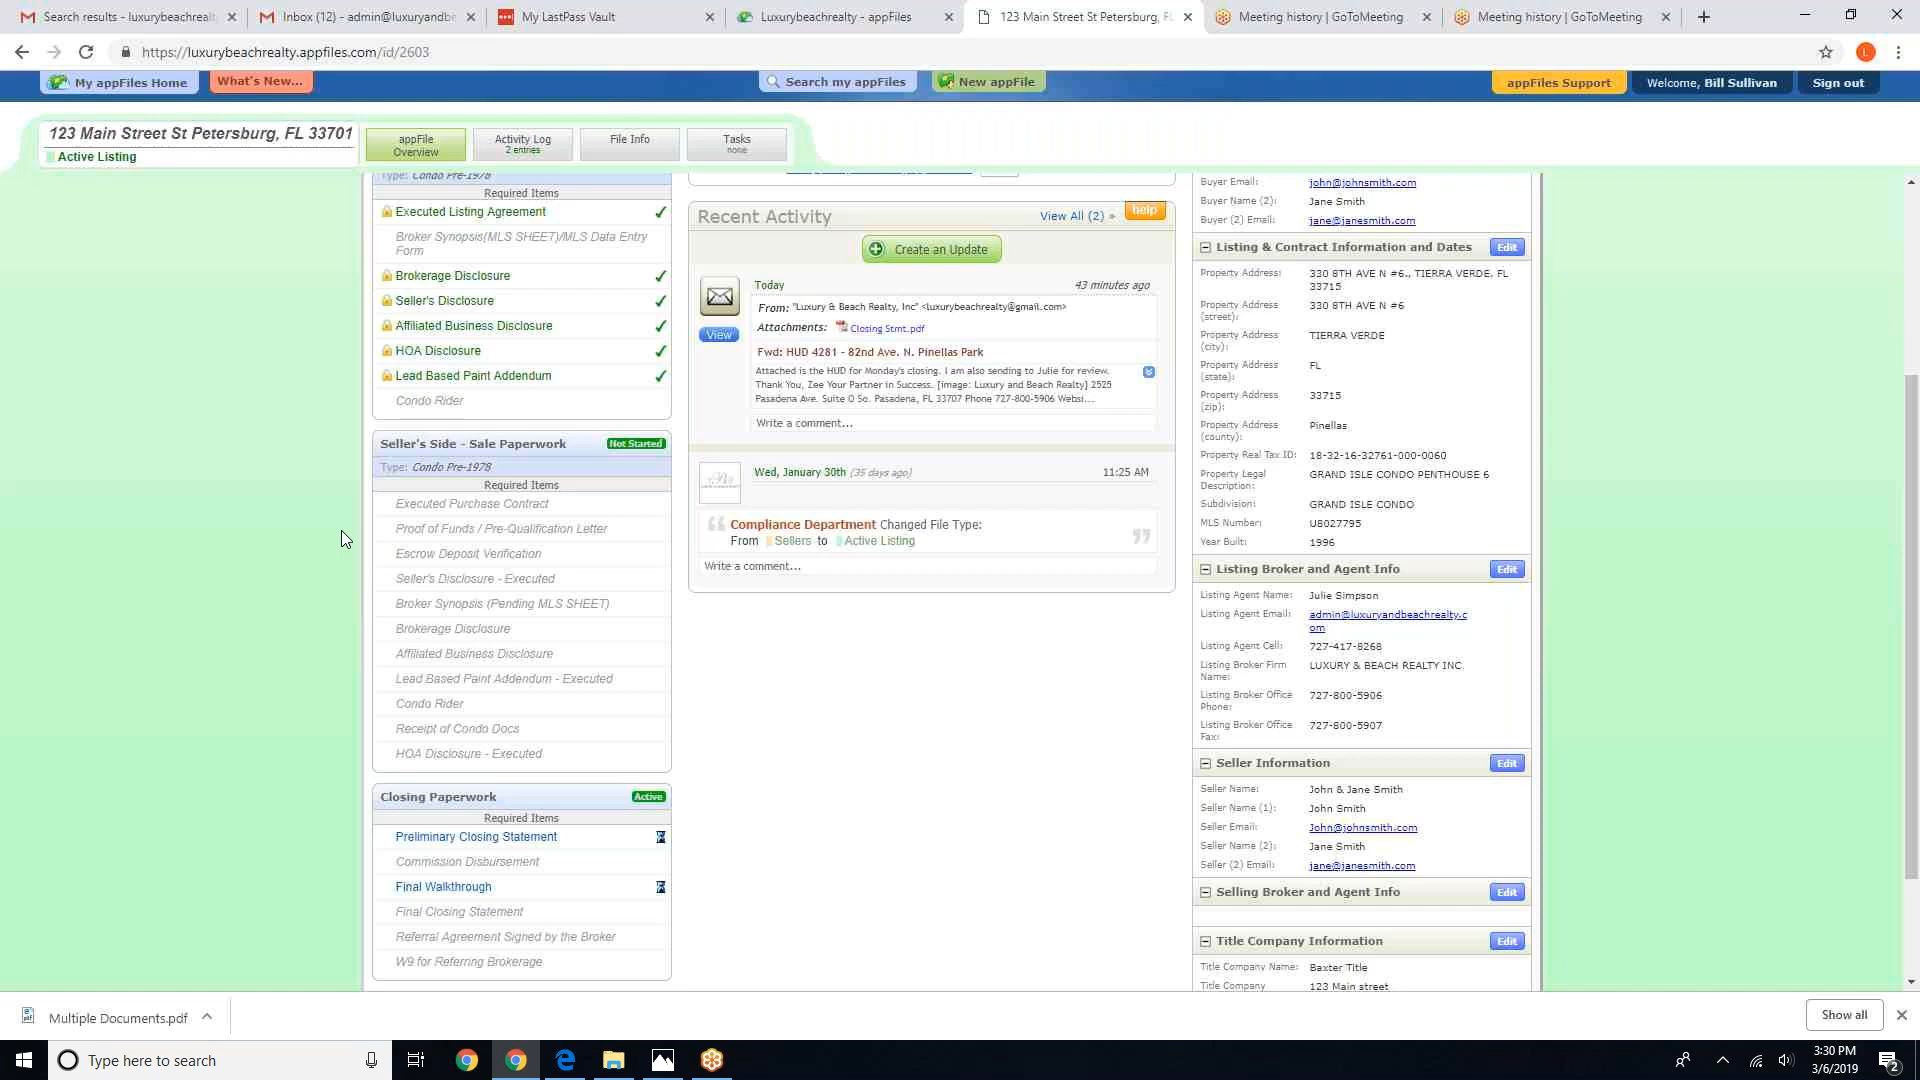 Search results - luxurybeachrealt
Inbox (12) - admin@luxuryandbe
My LastPass Vault
Luxurybeachrealty - appFiles
123 Main Street St Petersburg, FL
Meeting history | GoToMeeting
Meeting history | GoToMeeting
https://luxurybeachrealty.appfiles.com/id/2603
L
My appFiles Home
What's New...
Search my appFiles
New appFile
appFiles Support
Welcome, Bill Sullivan
Sign out
123 Main Street St Petersburg, FL 33701
Active Listing
appFile
Overview
Activity Log
2 entries
File Info
Tasks
none
Type: Condo Pre-1978
Required Items
Executed Listing Agreement
Broker Synopsis(MLS SHEET)/MLS Data Entry
Form
Brokerage Disclosure
Seller's Disclosure
Affiliated Business Disclosure
HOA Disclosure
Lead Based Paint Addendum
Condo Rider
Seller's Side - Sale Paperwork
Not Started
Type: Condo Pre-1978
Required Items
Executed Purchase Contract
Proof of Funds / Pre-Qualification Letter
Escrow Deposit Verification
Seller's Disclosure - Executed
Broker Synopsis (Pending MLS SHEET)
Brokerage Disclosure
Affiliated Business Disclosure
Lead Based Paint Addendum - Executed
Condo Rider
Receipt of Condo Docs
HOA Disclosure - Executed
Closing Paperwork
Active
Required Items
Preliminary Closing Statement
Commission Disbursement
Final Walkthrough
Final Closing Statement
Referral Agreement Signed by the Broker
W9 for Referring Brokerage
Recent Activity
View All (2) »
help
Create an Update
Today
43 minutes ago
View
From: "Luxury & Beach Realty, Inc" <luxurybeachrealty@gmail.com>
Attachments: Closing Stmt.pdf
Fwd: HUD 4281 - 82nd Ave. N. Pinellas Park
Attached is the HUD for Monday's closing. I am also sending to Julie for review.
Thank You, Zee Your Partner in Success. [image: Luxury and Beach Realty] 2525
Pasadena Ave. Suite O So. Pasadena, FL 33707 Phone 727-800-5906 Websi...
Write a comment...
Wed, January 30th (35 days ago)
11:25 AM
Compliance Department Changed File Type:
From Sellers to Active Listing
Write a comment...
Buyer Email: john@johnsmith.com
Buyer Name (2): Jane Smith
Buyer (2) Email: jane@janesmith.com
Listing & Contract Information and Dates
Edit
Property Address: 330 8TH AVE N #6., TIERRA VERDE, FL
33715
Property Address
(street):
330 8TH AVE N #6
Property Address
(city):
TIERRA VERDE
Property Address
(state):
FL
Property Address
(zip):
33715
Property Address
(county):
Pinellas
Property Real Tax ID: 18-32-16-32761-000-0060
Property Legal
Description:
GRAND ISLE CONDO PENTHOUSE 6
Subdivision: GRAND ISLE CONDO
MLS Number: U8027795
Year Built: 1996
Listing Broker and Agent Info
Edit
Listing Agent Name: Julie Simpson
Listing Agent Email: admin@luxuryandbeachrealty.c
om
Listing Agent Cell: 727-417-8268
Listing Broker Firm
Name:
LUXURY & BEACH REALTY INC
Listing Broker Office
Phone:
727-800-5906
Listing Broker Office
Fax:
727-800-5907
Seller Information
Edit
Seller Name: John & Jane Smith
Seller Name (1): John Smith
Seller Email: John@johnsmith.com
Seller Name (2): Jane Smith
Seller (2) Email: jane@janesmith.com
Selling Broker and Agent Info
Edit
Title Company Information
Edit
Title Company Name: Baxter Title
Title Company 123 Main street
Multiple Documents.pdf
Show all
Type here to search
3:30 PM
3/6/2019
2